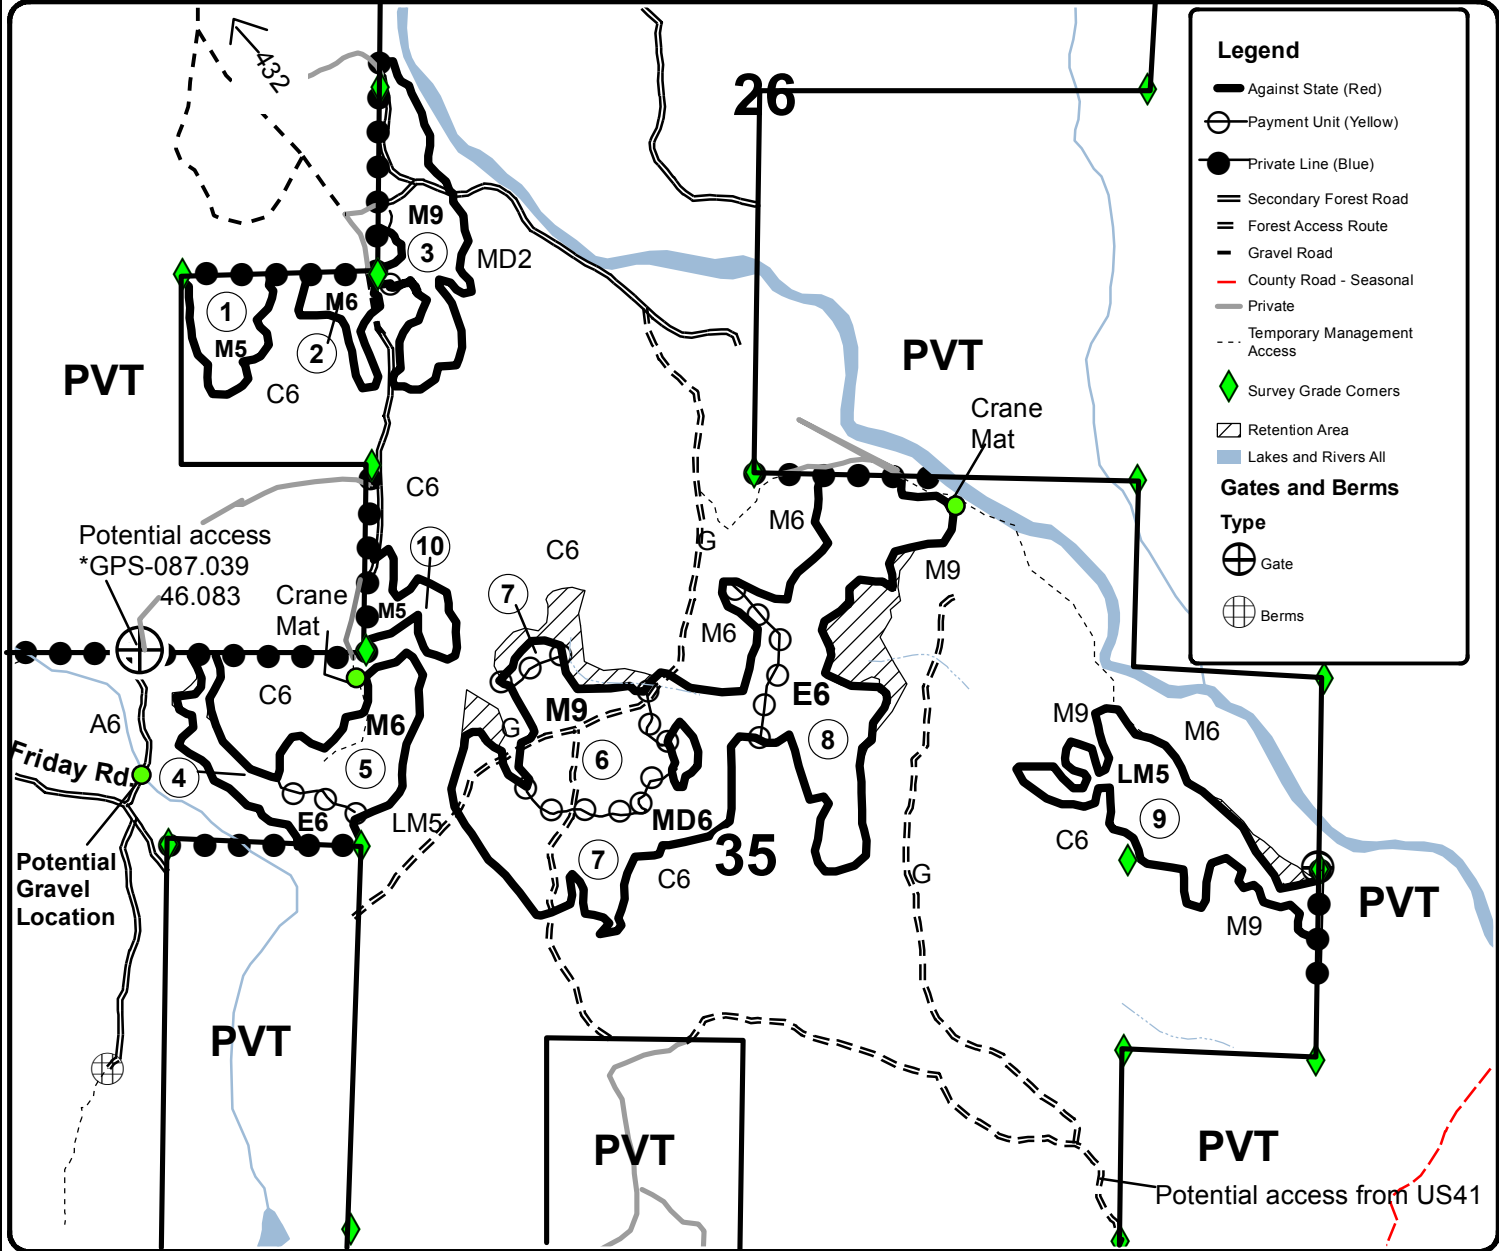 432
26
M9
3
MD2
1
M6
M5
2
C6
PVT
PVT
Crane
Mat
C6
10
M6
G
C6
M9
Potential access
*GPS-087.039
46.083
Crane
Mat
7
M5
M6
C6
A6
M9
E6
M6
G
8
M9
M6
Friday Rd.
4
5
6
LM5
9
E6
LM5
MD6
35
C6
7
C6
G
Potential
Gravel
Location
PVT
M9
PVT
PVT
PVT
Potential access from US41
Legend
Against State (Red)
Payment Unit (Yellow)
Private Line (Blue)
Secondary Forest Road
Forest Access Route
Gravel Road
County Road - Seasonal
Private
Temporary Management
Access
Survey Grade Corners
Retention Area
Lakes and Rivers All
Gates and Berms
Type
Gate
Berms